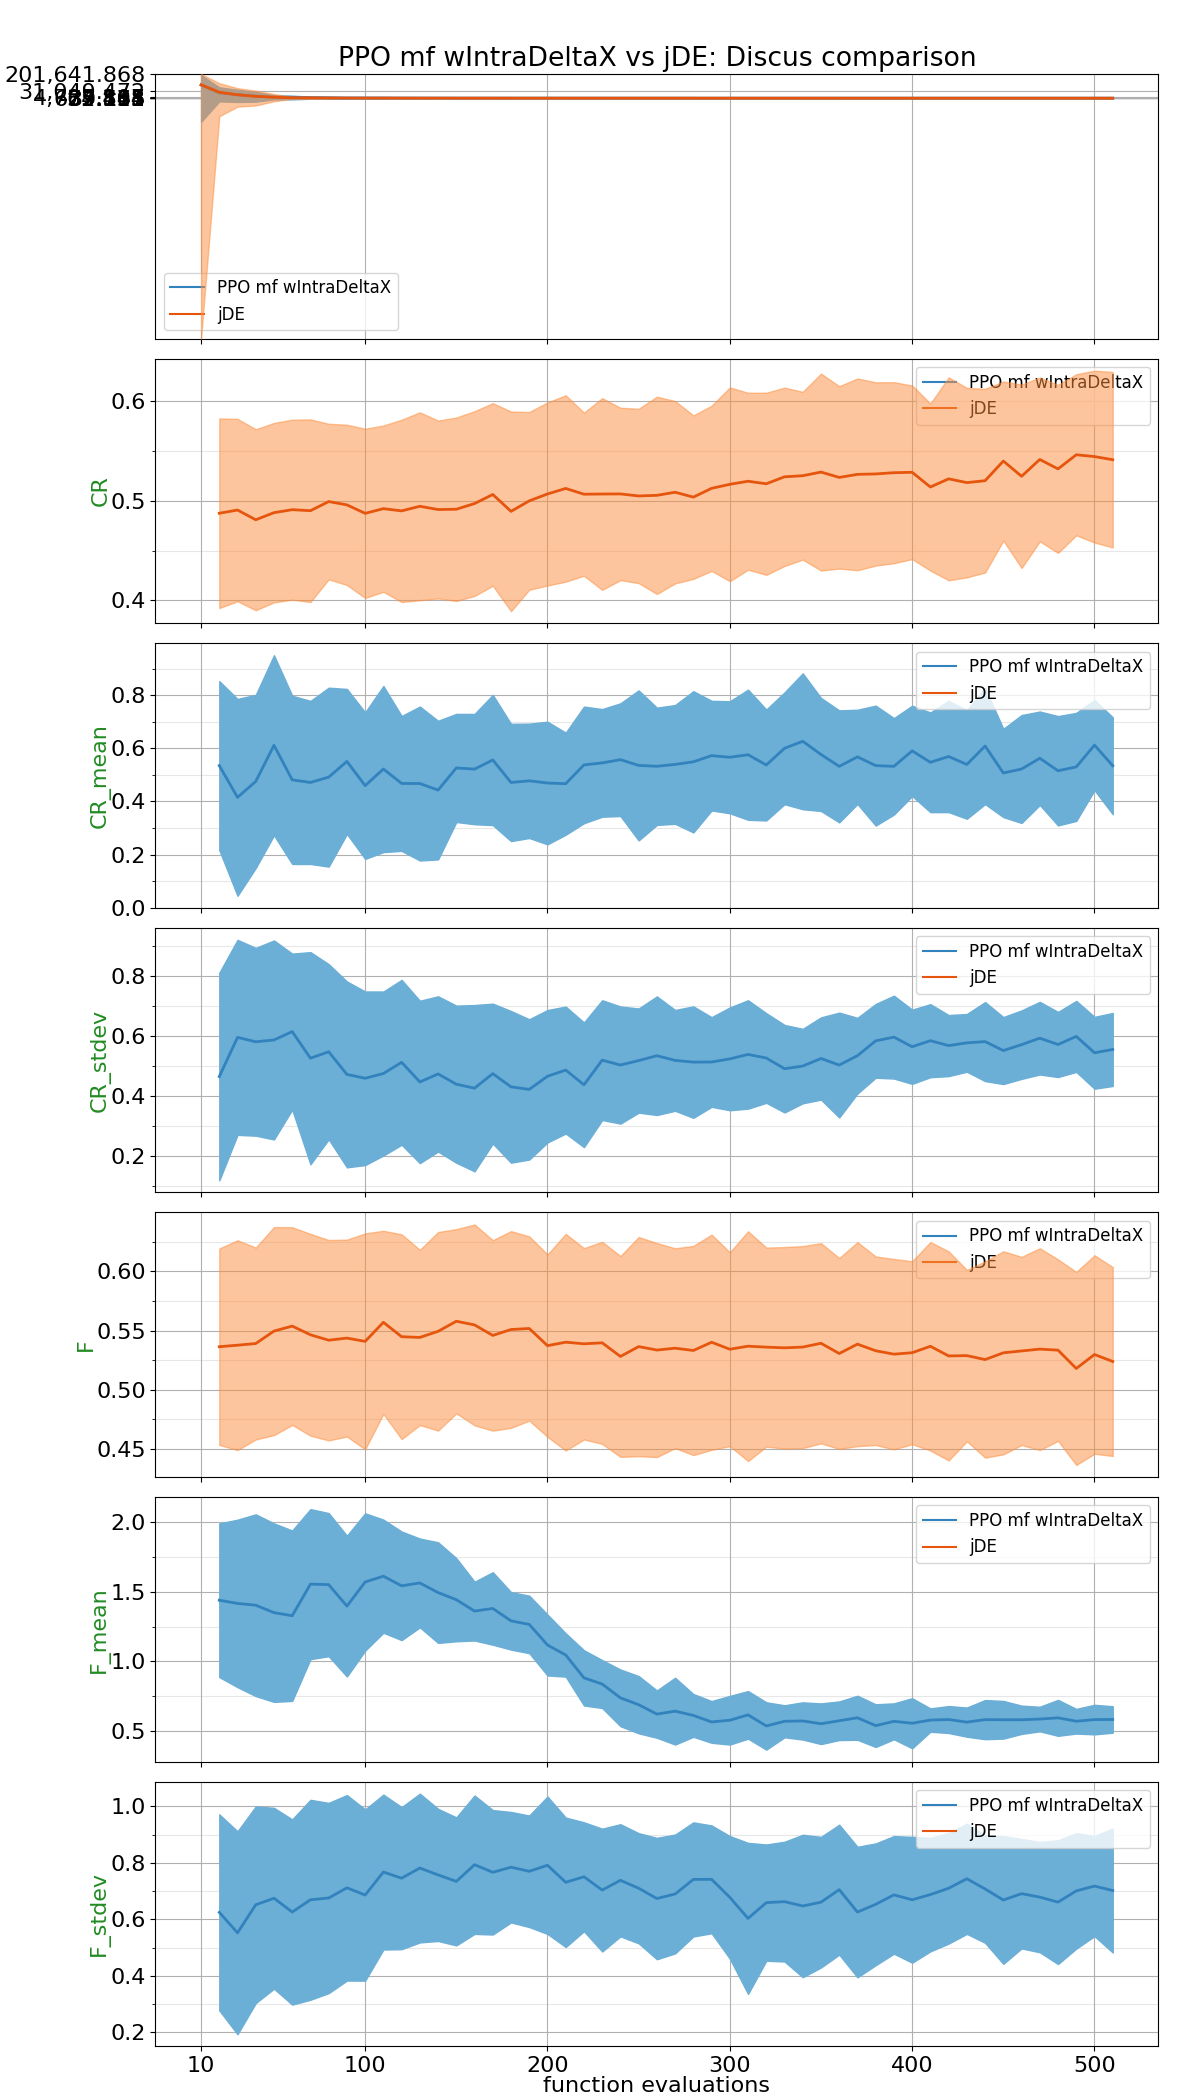 PPO mf wIntraDeltaX vs jDE: Discus comparison
201,641.868
PPO mf wIntraDeltaX
jDE
PPO mf wIntraDeltaX
jDE
0.6
0.5
0.4
CR
PPO mf wIntraDeltaX
jDE
0.8
0.6
0.4
0.2
0.0
CR_mean
PPO mf wIntraDeltaX
jDE
0.8
0.6
0.4
0.2
CR_stdev
PPO mf wIntraDeltaX
jDE
0.60
0.55
0.50
0.45
F
PPO mf wIntraDeltaX
jDE
2.0
1.5
1.0
0.5
F_mean
PPO mf wIntraDeltaX
jDE
1.0
0.8
0.6
0.4
0.2
F_stdev
10 100 200 300 400 500
function evaluations